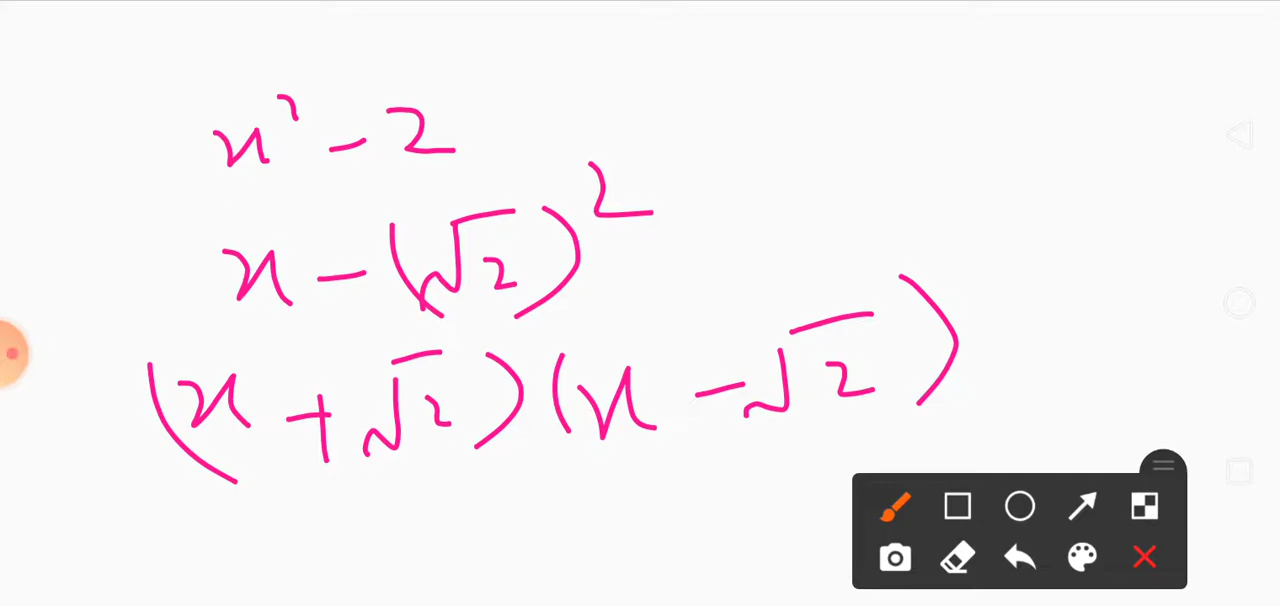 x² - 2
x - (√2)²
(x + √2)(x - √2)